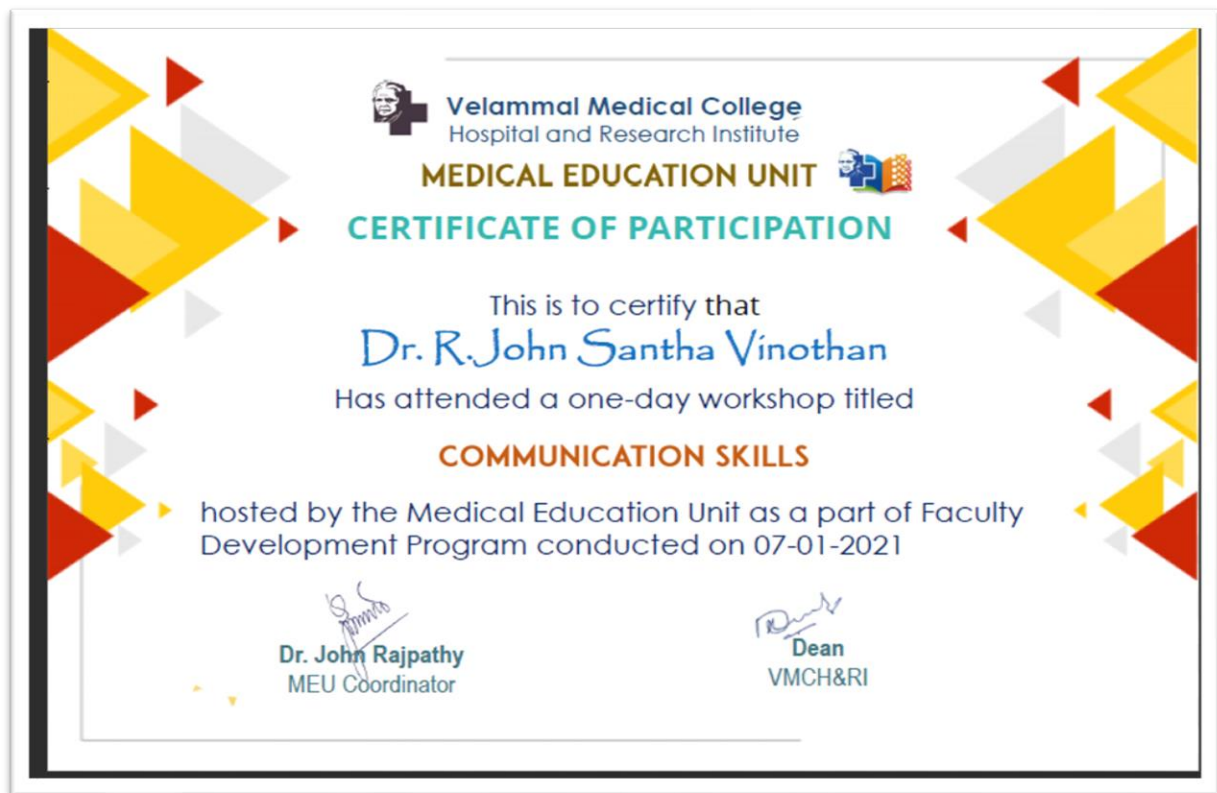 Velammal Medical College
Hospital and Research Institute
MEDICAL EDUCATION UNIT
CERTIFICATE OF PARTICIPATION
This is to certify that
Dr. R.John Santha Vinothan
Has attended a one-day workshop titled
COMMUNICATION SKILLS
hosted by the Medical Education Unit as a part of Faculty
Development Program conducted on 07-01-2021
Dr. John Rajpathy
MEU Coordinator
Dean
VMCH&RI